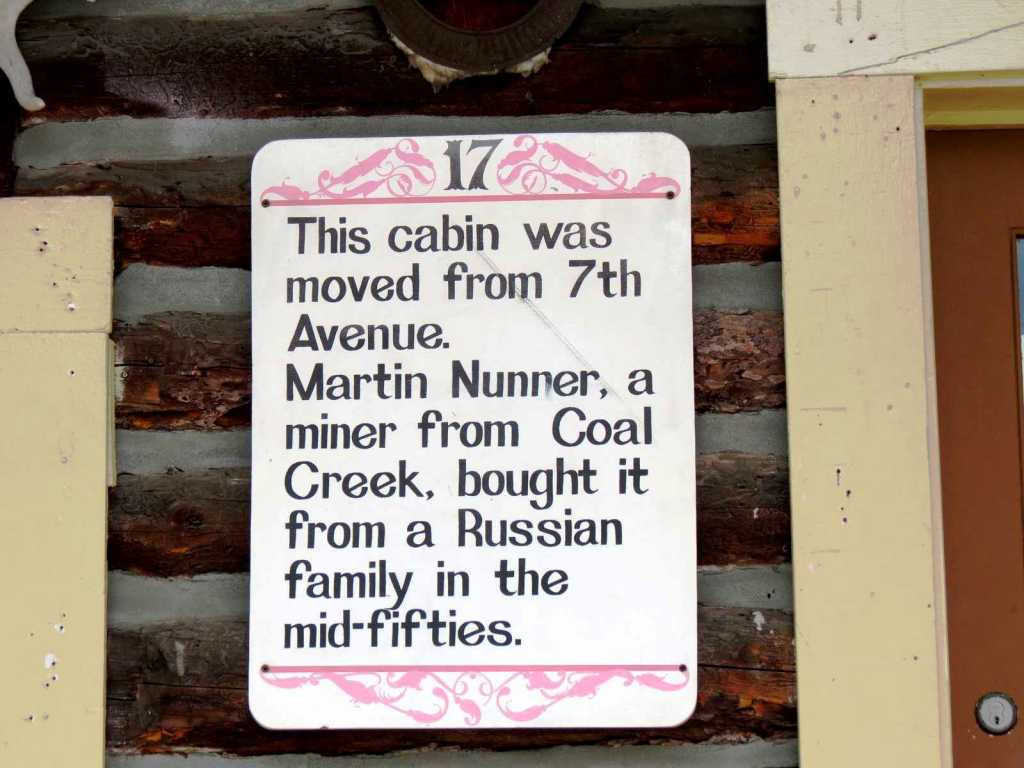 17
This cabin was
moved from 7th
Avenue.
Martin Nunner, a
miner from Coal
Creek, bought it
from a Russian
family in the
mid-fifties.